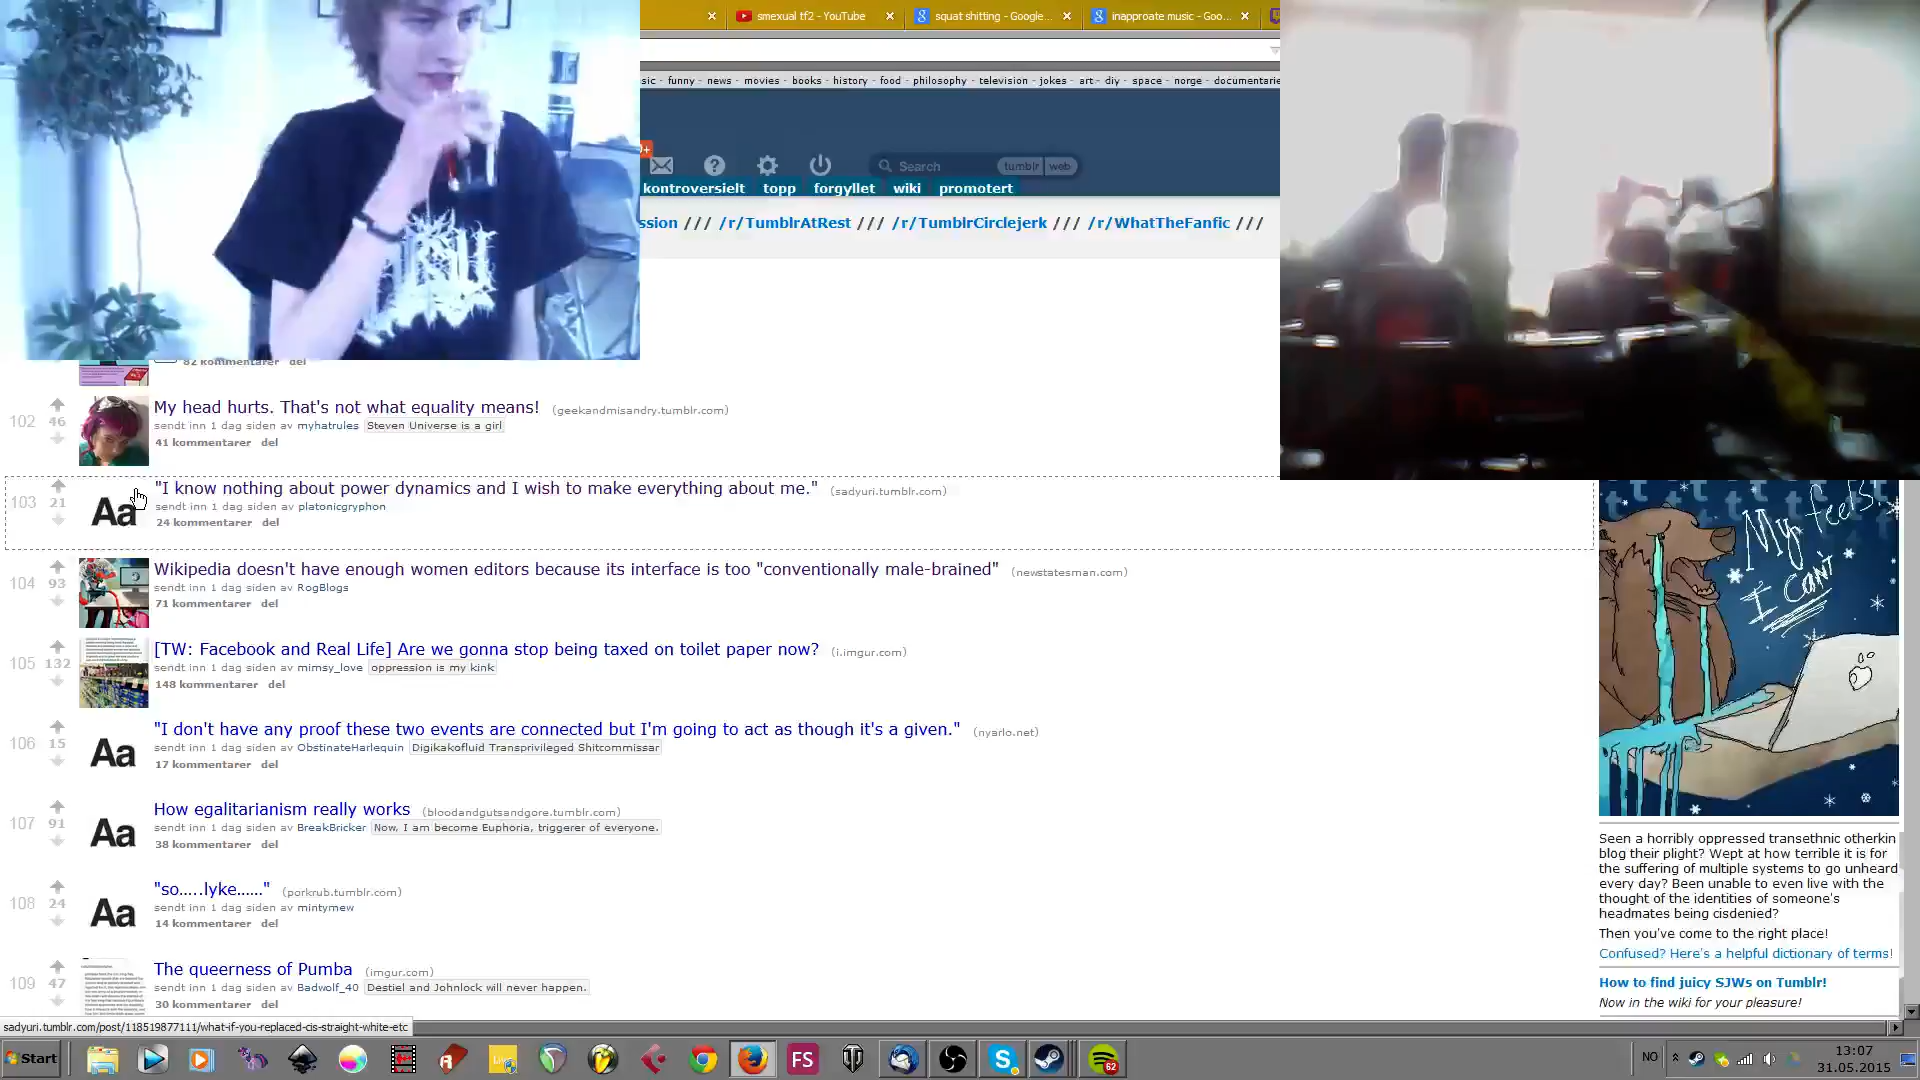 smexual tf2 - YouTube
squat shitting - Google...
inapproate music - Goo...
sic - funny - news - movies - books - history - food - philosophy - television - jokes - art - diy - space - norge - documentarie
Search
tumblr
web
kontroversielt topp forgyllet wiki promotert
ssion /// /r/TumblrAtRest /// /r/TumblrCirclejerk /// /r/WhatTheFanfic ///
82 kommentarer del
102
46
My head hurts. That's not what equality means! (geekandmisandry.tumblr.com)
sendt inn 1 dag siden av myhatrules Steven Universe is a girl
41 kommentarer del
103
21
Aa
"I know nothing about power dynamics and I wish to make everything about me." (sadyuri.tumblr.com)
sendt inn 1 dag siden av platonicgryphon
24 kommentarer del
104
93
Wikipedia doesn't have enough women editors because its interface is too "conventionally male-brained" (newstatesman.com)
sendt inn 1 dag siden av RogBlogs
71 kommentarer del
105
132
[TW: Facebook and Real Life] Are we gonna stop being taxed on toilet paper now? (i.imgur.com)
sendt inn 1 dag siden av mimsy_love oppression is my kink
148 kommentarer del
106
15
Aa
"I don't have any proof these two events are connected but I'm going to act as though it's a given." (nyarlo.net)
sendt inn 1 dag siden av ObstinateHarlequin Digikakofluid Transprivileged Shitcommissar
17 kommentarer del
107
91
Aa
How egalitarianism really works (bloodandgutsandgore.tumblr.com)
sendt inn 1 dag siden av BreakBricker Now, I am become Euphoria, triggerer of everyone.
38 kommentarer del
108
24
Aa
"so.....lyke......" (porkrub.tumblr.com)
sendt inn 1 dag siden av mintymew
14 kommentarer del
109
47
The queerness of Pumba (imgur.com)
sendt inn 1 dag siden av Badwolf_40 Destiel and Johnlock will never happen.
30 kommentarer del
My feels!
I can't
Seen a horribly oppressed transethnic otherkin
blog their plight? Wept at how terrible it is for
the suffering of multiple systems to go unheard
every day? Been unable to even live with the
thought of the identities of someone's
headmates being cisdenied?
Then you've come to the right place!
Confused? Here's a helpful dictionary of terms!
How to find juicy SJWs on Tumblr!
Now in the wiki for your pleasure!
sadyuri.tumblr.com/post/118519877111/what-if-you-replaced-cis-straight-white-etc
Start
FS
62
NO
13:07
31.05.2015